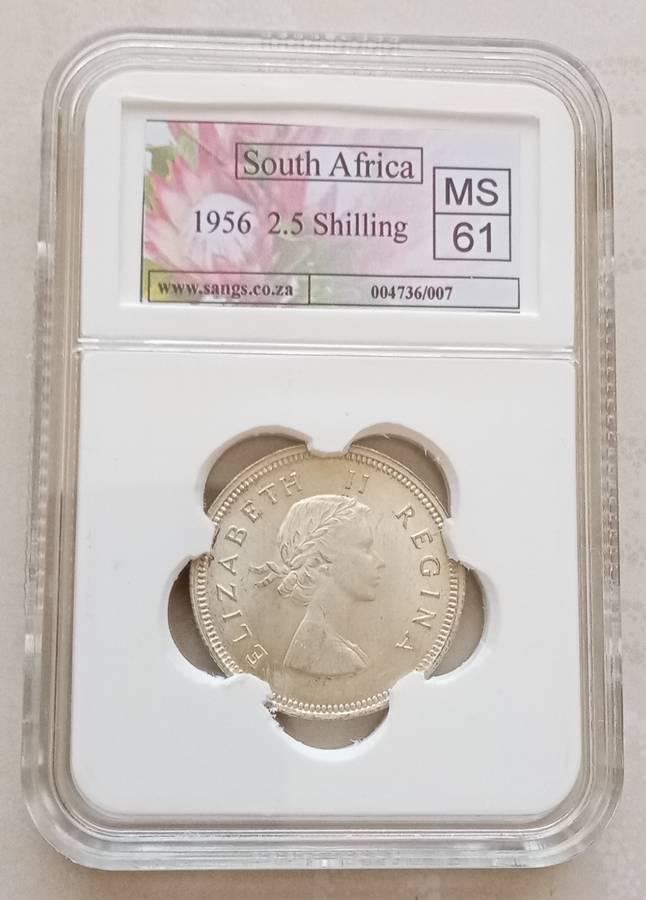 South Africa
MS
1956 2.5 Shilling
61
www.sangs.co.za
004736/007
ELIZABETH II REGINA